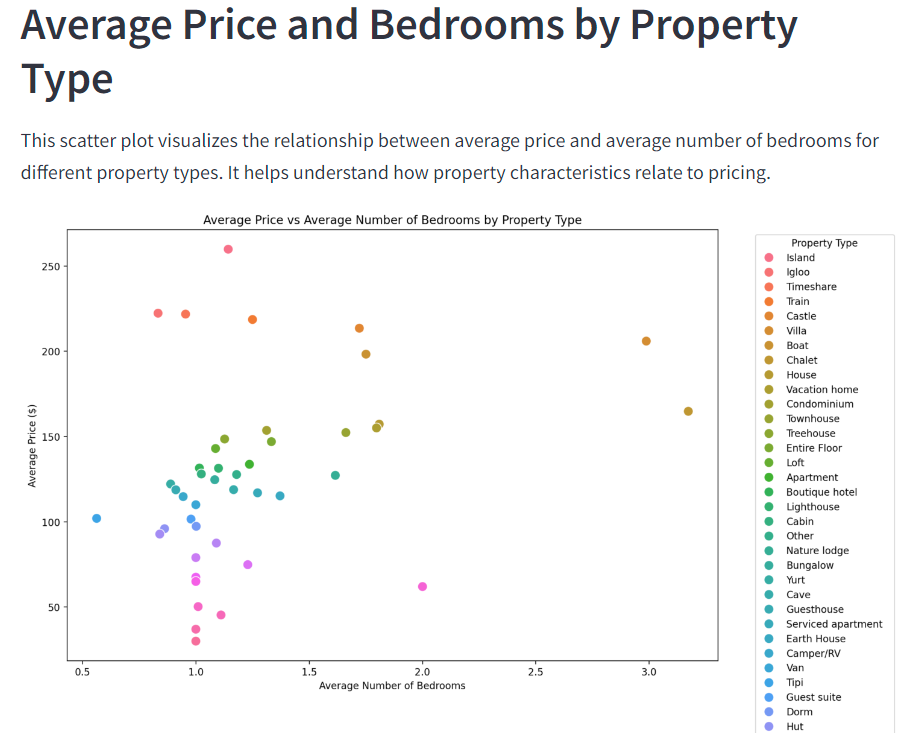 Average Price and Bedrooms by Property
Type
This scatter plot visualizes the relationship between average price and average number of bedrooms for
different property types. It helps understand how property characteristics relate to pricing.
Average Price vs Average Number of Bedrooms by Property Type
Average Price ($)
250
200
150
100
50
0.5
1.0
1.5
2.0
2.5
3.0
Average Number of Bedrooms
Property Type
Island
Igloo
Timeshare
Train
Castle
Villa
Boat
Chalet
House
Vacation home
Condominium
Townhouse
Treehouse
Entire Floor
Loft
Apartment
Boutique hotel
Lighthouse
Cabin
Other
Nature lodge
Bungalow
Yurt
Cave
Guesthouse
Serviced apartment
Earth House
Camper/RV
Van
Tipi
Guest suite
Dorm
Hut